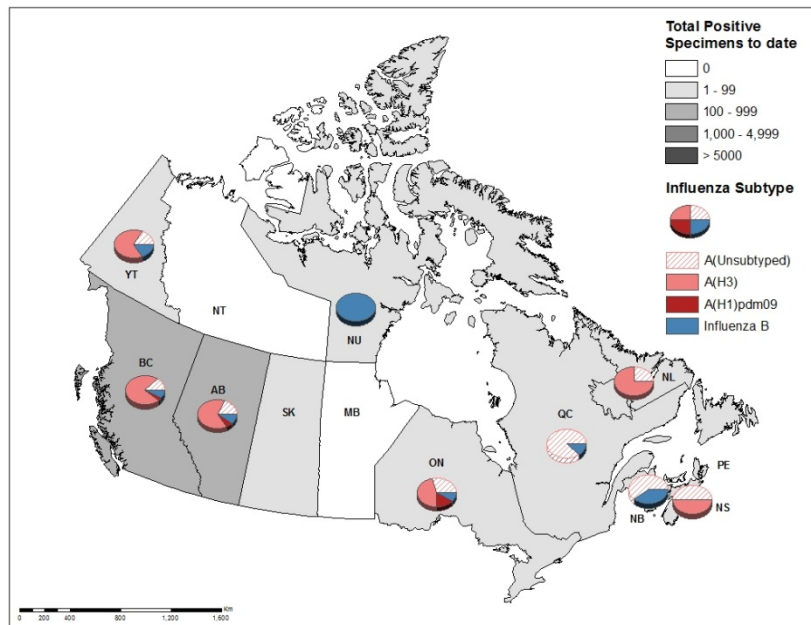 Total Positive
Specimens to date
0
1 - 99
100 - 999
1,000 - 4,999
> 5000
Influenza Subtype
A(Unsubtyped)
A(H3)
A(H1)pdm09
Influenza B
YT
NT
NU
BC
AB
SK
MB
ON
QC
NL
PE
NB
NS
0 200 400 800 1,200 1,600
Km